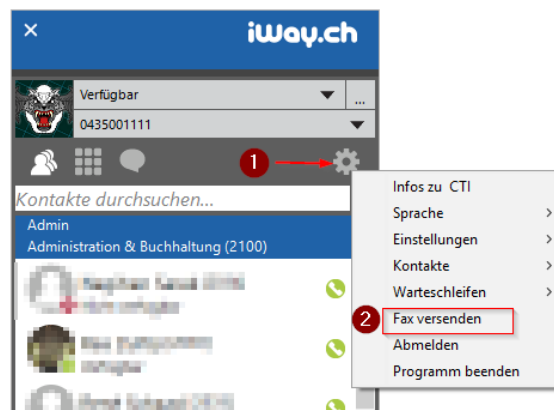 iway.ch
Verfügbar
...
0435001111
1
Kontakte durchsuchen...
Admin
Administration & Buchhaltung (2100)
Infos zu CTI
Sprache
Einstellungen
Kontakte
Warteschleifen
2
Fax versenden
Abmelden
Programm beenden